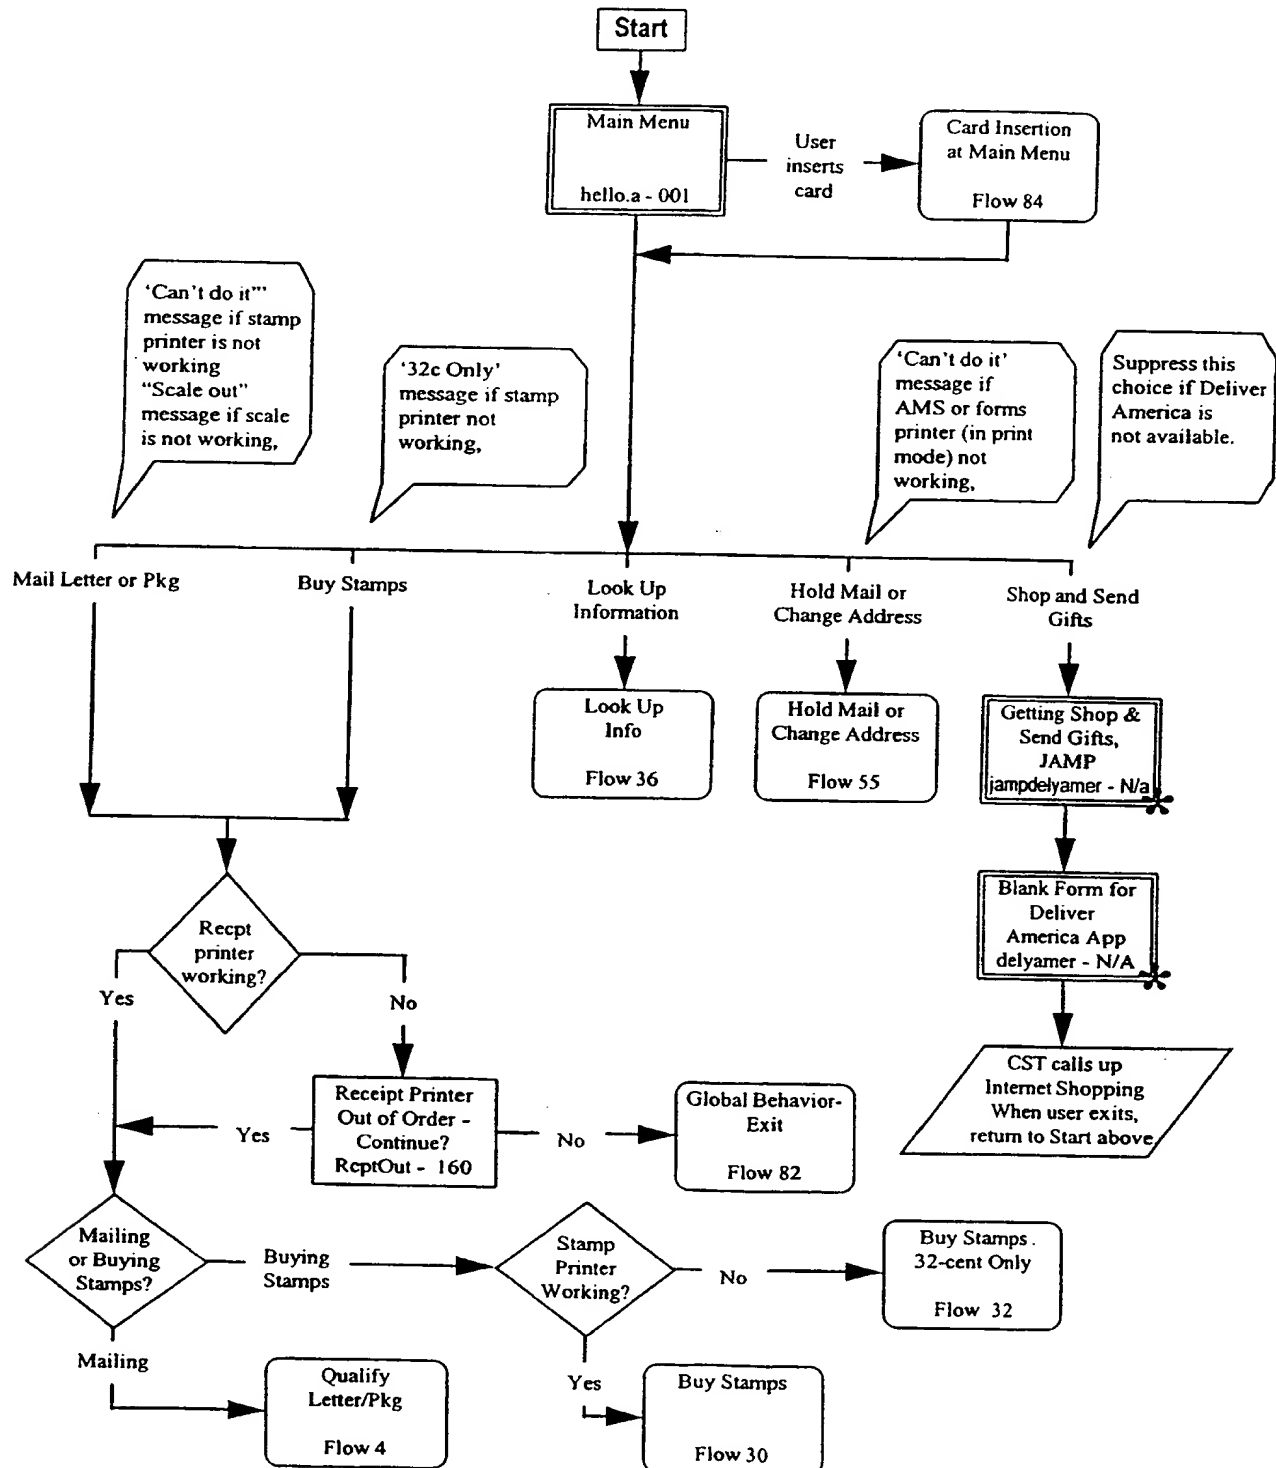 Start
Main Menu
hello.a - 001
User
inserts
card
Card Insertion
at Main Menu
Flow 84
‘Can't do it’”
message if stamp
printer is not
working
“Scale out”
message if scale
is not working,
‘32c Only’
message if stamp
printer not
working,
‘Can't do it’
message if
AMS or forms
printer (in print
mode) not
working,
Suppress this
choice if Deliver
America is
not available.
Mail Letter or Pkg
Buy Stamps
Look Up
Information
Hold Mail or
Change Address
Shop and Send
Gifts
Look Up
Info
Flow 36
Hold Mail or
Change Address
Flow 55
Getting Shop &
Send Gifts,
JAMP
jampdelyamer - N/a
Blank Form for
Deliver
America App
delyamer - N/A
CST calls up
Internet Shopping
When user exits,
return to Start above
Recpt
printer
working?
Yes
No
Receipt Printer
Out of Order -
Continue?
RcptOut - 160
Yes
No
Global Behavior-
Exit
Flow 82
Mailing
or Buying
Stamps?
Buying
Stamps
Stamp
Printer
Working?
No
Buy Stamps .
32-cent Only
Flow 32
Mailing
Qualify
Letter/Pkg
Flow 4
Yes
Buy Stamps
Flow 30